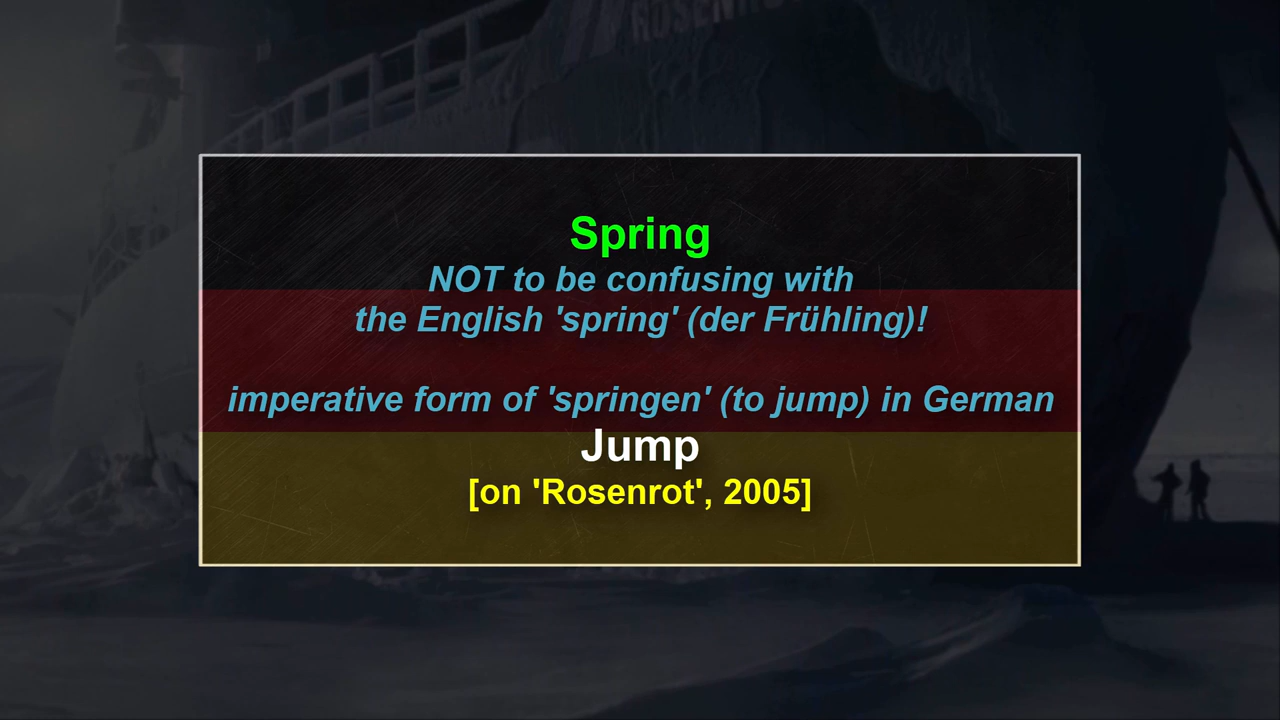 ROSENRO
Spring
NOT to be confusing with
the English 'spring' (der Frühling)!
imperative form of 'springen' (to jump) in German
Jump
[on 'Rosenrot', 2005]